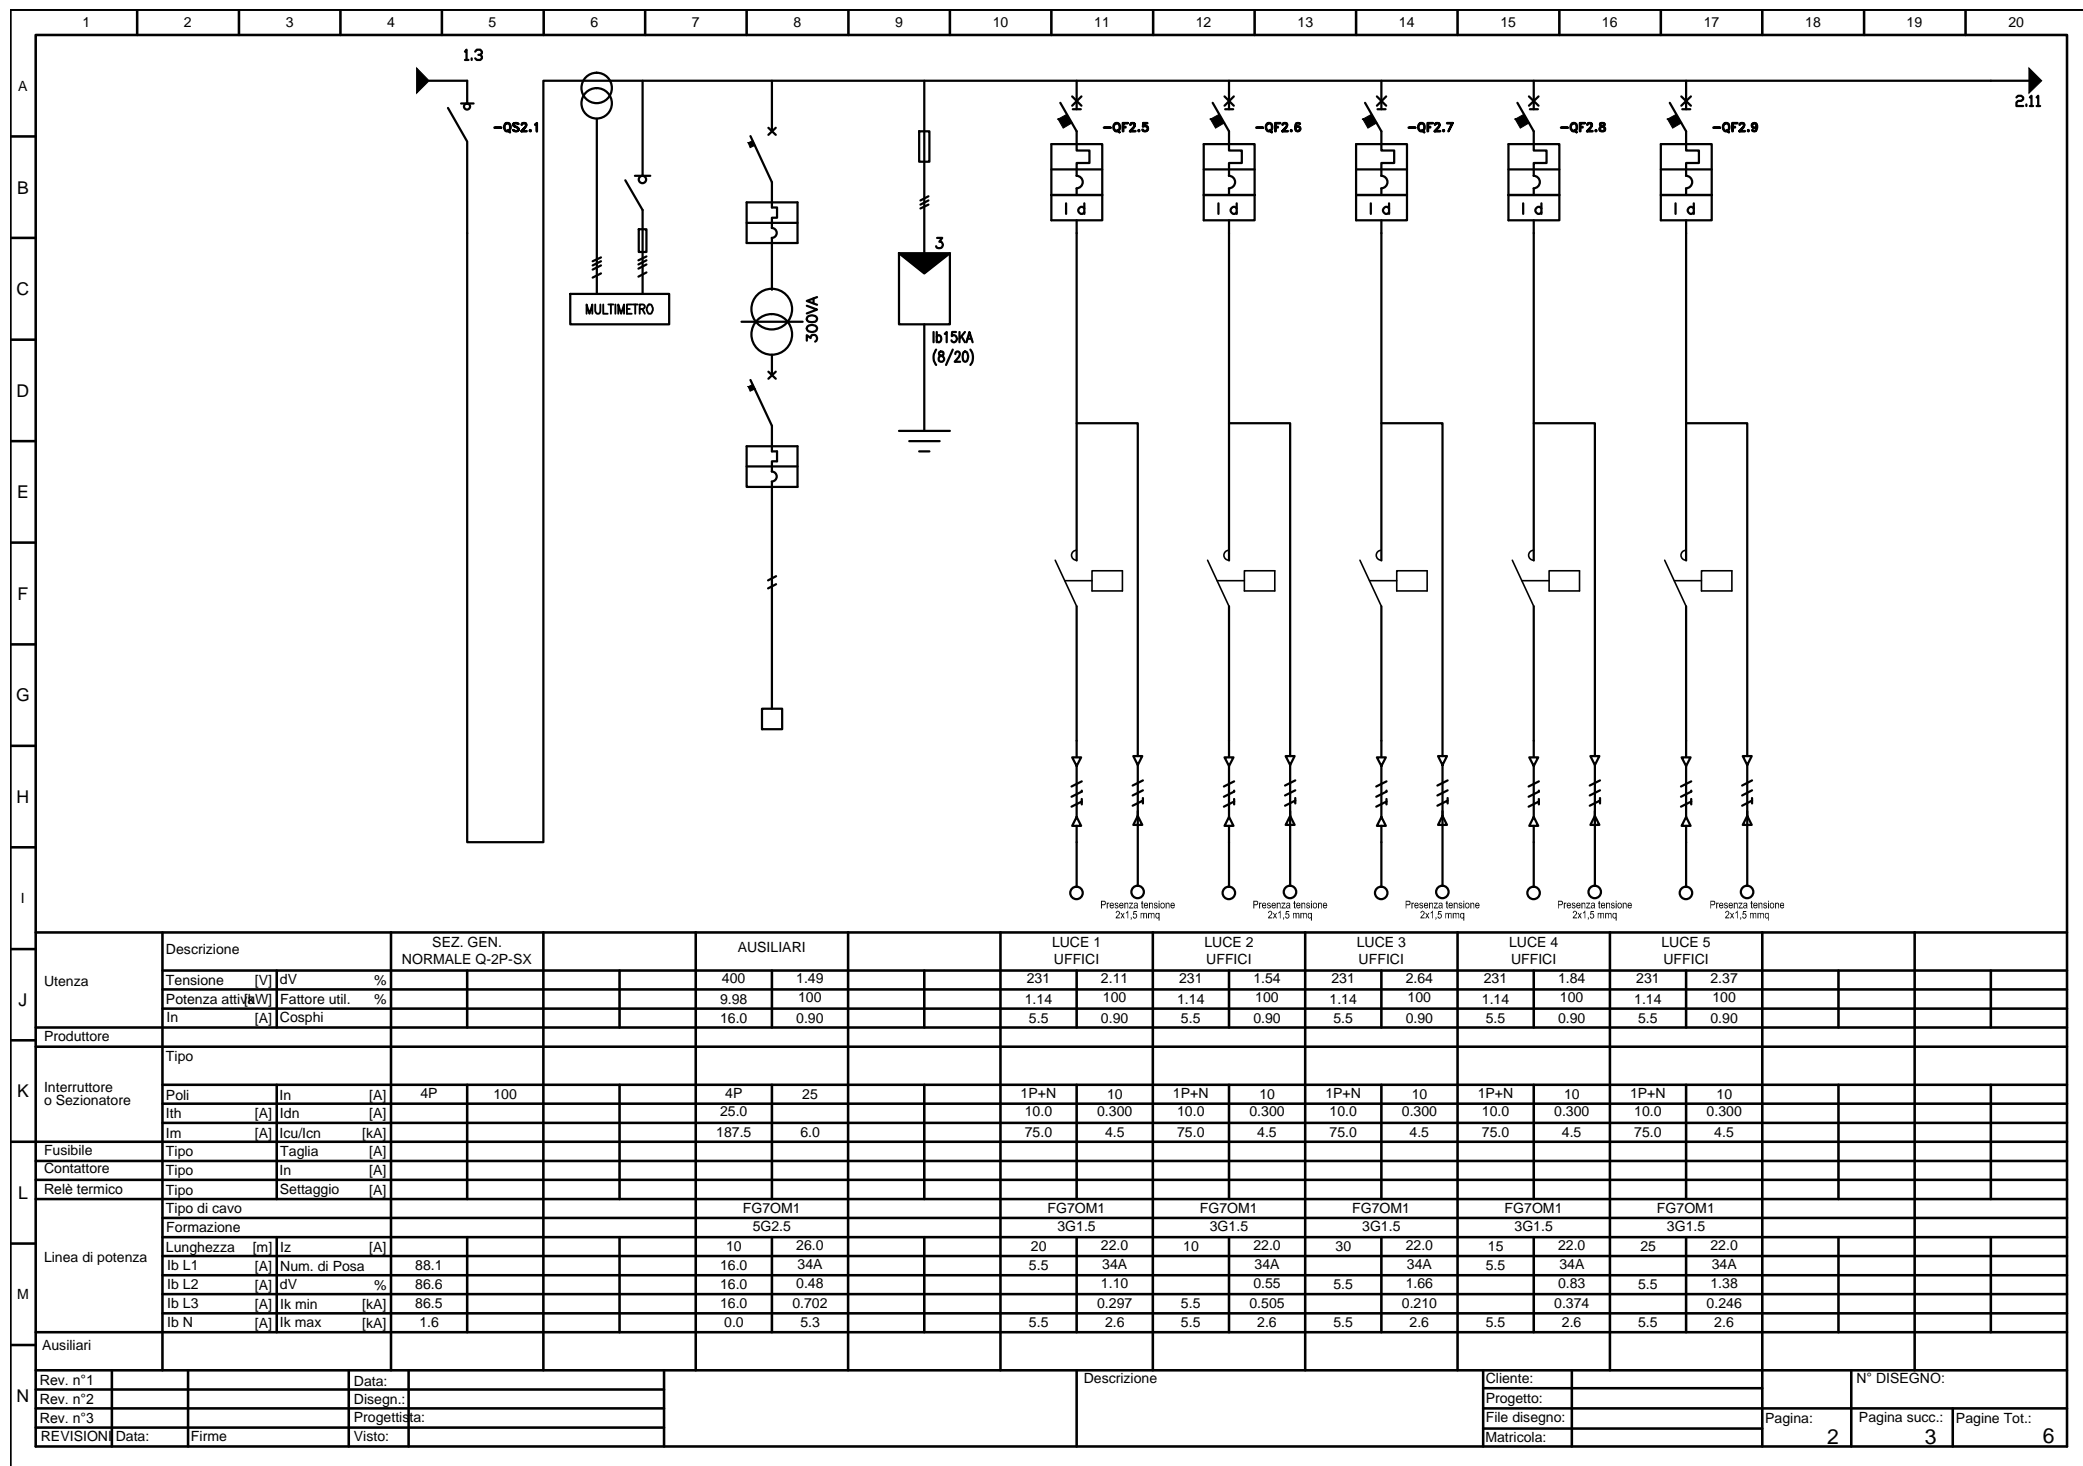 1 2 3 4 5 6 7 8 9 10 11 12 13 14 15 16 17 18 19 20
A
B
C
D
E
F
G
H
I
J
K
L
M
N
1.3
2.11
-QS2.1
-QF2.5
-QF2.6
-QF2.7
-QF2.8
-QF2.9
I d
I d
I d
I d
I d
MULTIMETRO
300VA
3
Ib15KA
(8/20)
Presenza tensione
2x1,5 mmq
Presenza tensione
2x1,5 mmq
Presenza tensione
2x1,5 mmq
Presenza tensione
2x1,5 mmq
Presenza tensione
2x1,5 mmq
Utenza
Descrizione
SEZ. GEN.
NORMALE Q-2P-SX
AUSILIARI
LUCE 1
UFFICI
LUCE 2
UFFICI
LUCE 3
UFFICI
LUCE 4
UFFICI
LUCE 5
UFFICI
Tensione [V] dV % 400 1.49 231 2.11 231 1.54 231 2.64 231 1.84 231 2.37
Potenza attiva [kW] Fattore util. % 9.98 100 1.14 100 1.14 100 1.14 100 1.14 100 1.14 100
In [A] Cosphi 16.0 0.90 5.5 0.90 5.5 0.90 5.5 0.90 5.5 0.90 5.5 0.90
Produttore
Interruttore
o Sezionatore
Tipo
Poli In [A] 4P 100 4P 25 1P+N 10 1P+N 10 1P+N 10 1P+N 10 1P+N 10
Ith [A] Idn [A] 25.0 10.0 0.300 10.0 0.300 10.0 0.300 10.0 0.300 10.0 0.300
Im [A] Icu/Icn [kA] 187.5 6.0 75.0 4.5 75.0 4.5 75.0 4.5 75.0 4.5 75.0 4.5
Fusibile Tipo Taglia [A]
Contattore Tipo In [A]
Relè termico Tipo Settaggio [A]
Linea di potenza
Tipo di cavo FG7OM1 FG7OM1 FG7OM1 FG7OM1 FG7OM1 FG7OM1
Formazione 5G2.5 3G1.5 3G1.5 3G1.5 3G1.5 3G1.5
Lunghezza [m] Iz [A] 10 26.0 20 22.0 10 22.0 30 22.0 15 22.0 25 22.0
Ib L1 [A] Num. di Posa 88.1 16.0 34A 5.5 34A 34A 34A 5.5 34A 34A
Ib L2 [A] dV % 86.6 16.0 0.48 1.10 0.55 5.5 1.66 0.83 5.5 1.38
Ib L3 [A] Ik min [kA] 86.5 16.0 0.702 0.297 5.5 0.505 0.210 0.374 0.246
Ib N [A] Ik max [kA] 1.6 0.0 5.3 5.5 2.6 5.5 2.6 5.5 2.6 5.5 2.6 5.5 2.6
Ausiliari
Rev. n°1 Data:
Rev. n°2 Disegn.:
Rev. n°3 Progettista:
REVISIONI Data: Firme Visto:
Descrizione
Cliente:
Progetto:
File disegno:
Matricola:
N° DISEGNO:
Pagina: Pagina succ.: Pagine Tot.:
2 3 6